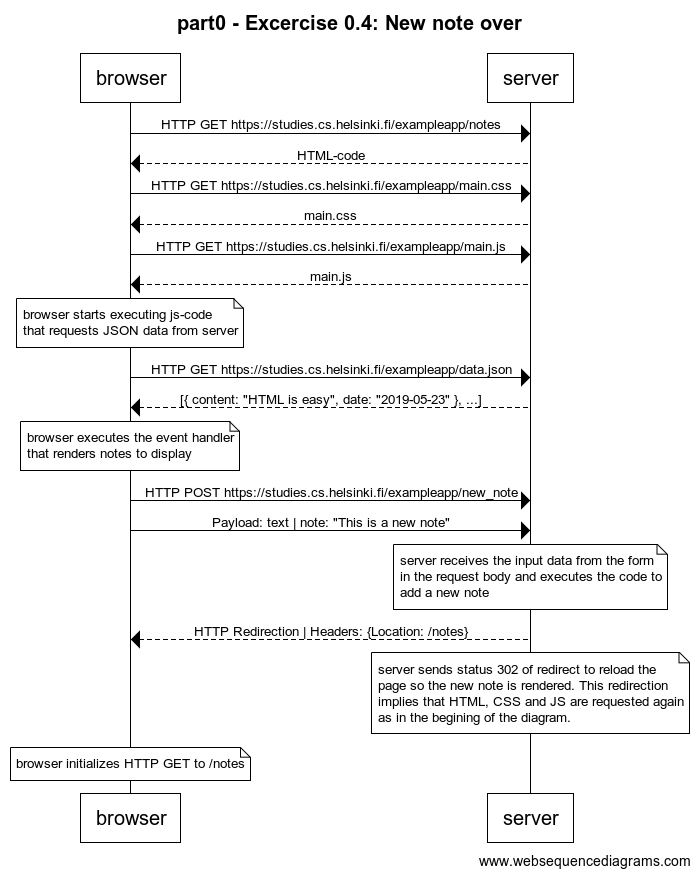 part0 - Excercise 0.4: New note over
browser
server
HTTP GET https://studies.cs.helsinki.fi/exampleapp/notes
HTML-code
HTTP GET https://studies.cs.helsinki.fi/exampleapp/main.css
main.css
HTTP GET https://studies.cs.helsinki.fi/exampleapp/main.js
main.js
browser starts executing js-code
that requests JSON data from server
HTTP GET https://studies.cs.helsinki.fi/exampleapp/data.json
[{ content: "HTML is easy", date: "2019-05-23" }, ...]
browser executes the event handler
that renders notes to display
HTTP POST https://studies.cs.helsinki.fi/exampleapp/new_note
Payload: text | note: "This is a new note"
server receives the input data from the form
in the request body and executes the code to
add a new note
HTTP Redirection | Headers: {Location: /notes}
server sends status 302 of redirect to reload the
page so the new note is rendered. This redirection
implies that HTML, CSS and JS are requested again
as in the begining of the diagram.
browser initializes HTTP GET to /notes
browser
server
www.websequencediagrams.com